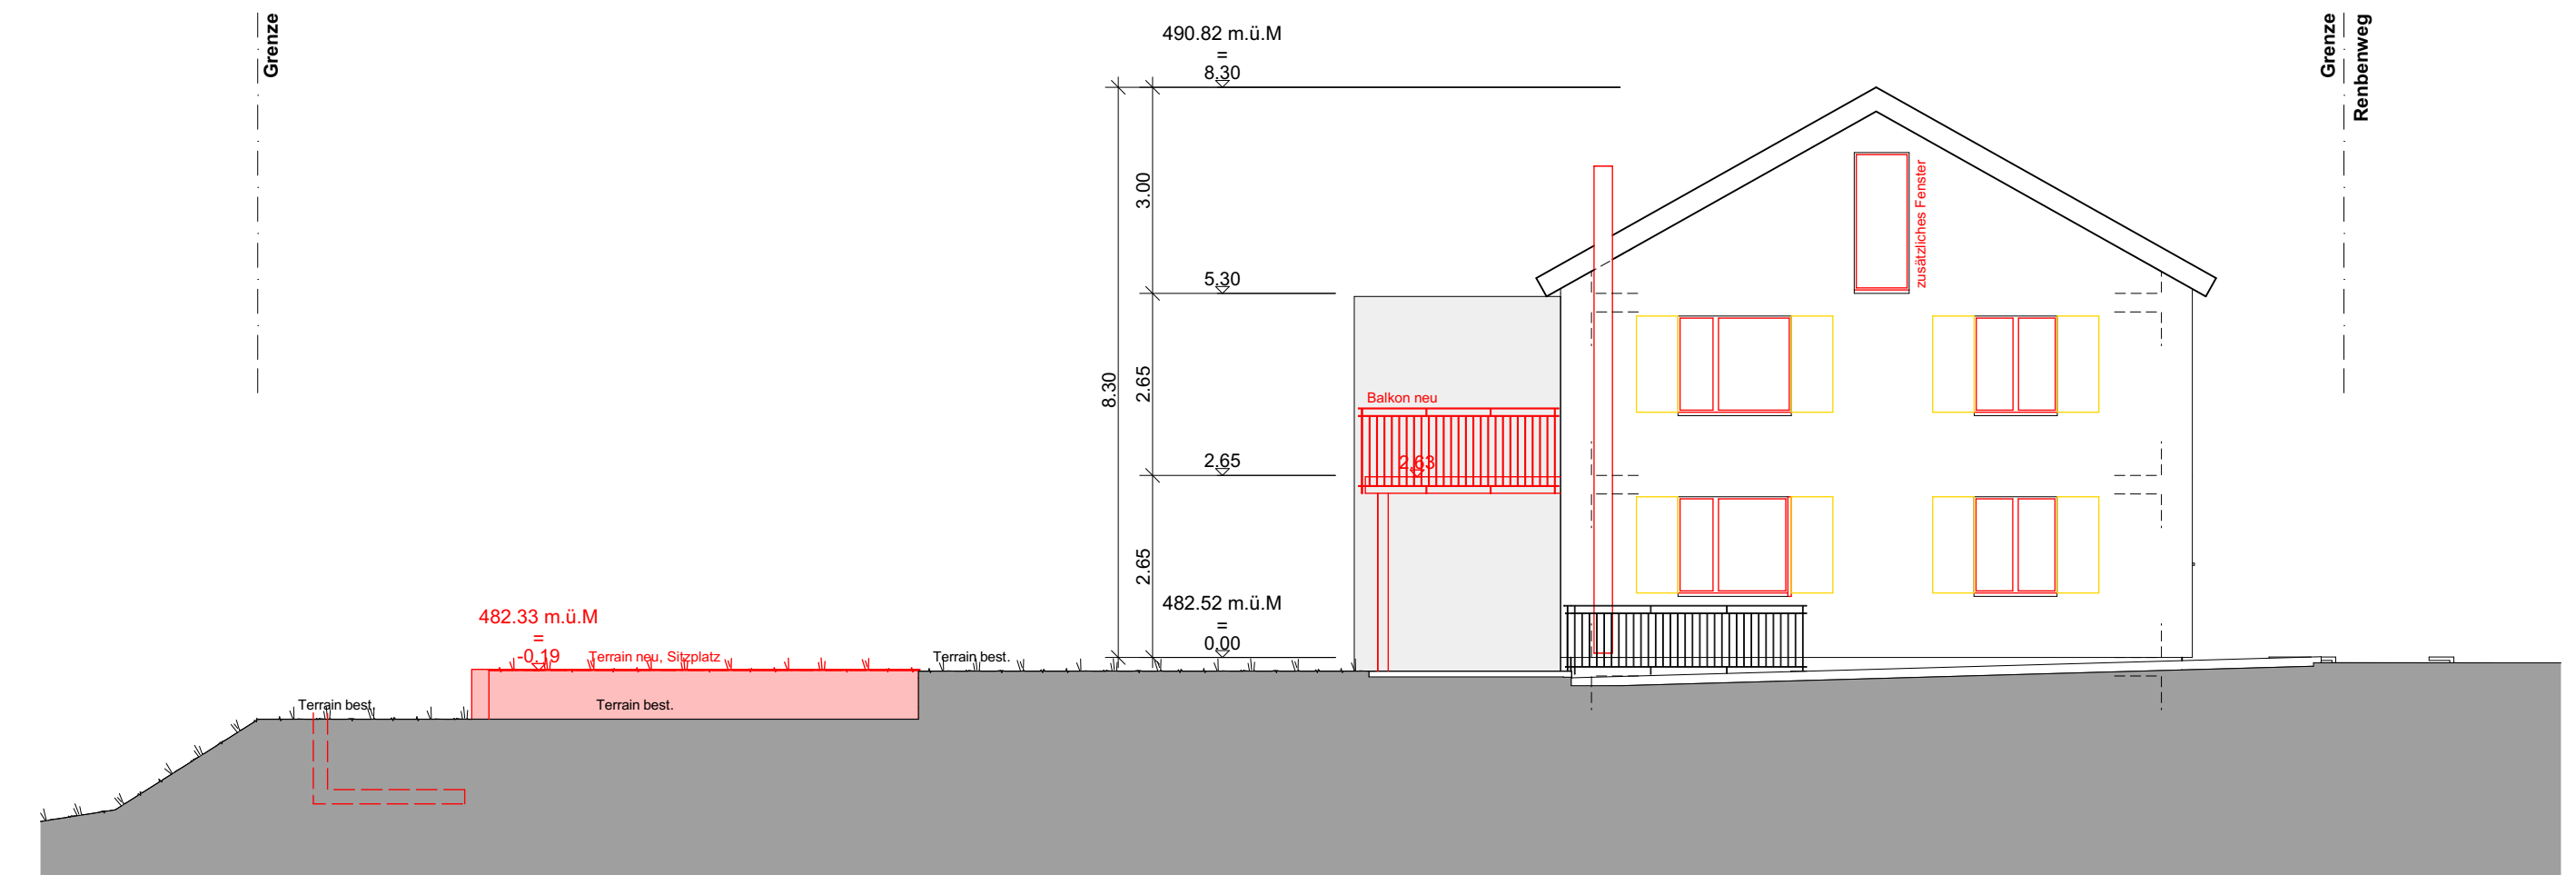 Grenze
490.82 m.ü.M
=
8.30
Grenze
Renbenweg
3.00
zusätzliches Fenster
5.30
8.30
2.65
Balkon neu
2.65
2.63
2.65
482.52 m.ü.M
=
0.00
482.33 m.ü.M
=
-0.19
Terrain neu, Sitzplatz
Terrain best.
Terrain best.
Terrain best.